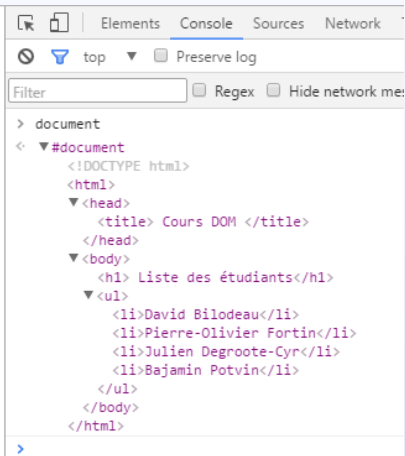 Elements Console Sources Network
top ▼ Preserve log
Filter Regex Hide network mes
> document
▼#document
<!DOCTYPE html>
<html>
▼<head>
<title> Cours DOM </title>
</head>
▼<body>
<h1> Liste des étudiants</h1>
▼<ul>
<li>David Bilodeau</li>
<li>Pierre-Olivier Fortin</li>
<li>Julien Degroote-Cyr</li>
<li>Bajamin Potvin</li>
</ul>
</body>
</html>
>